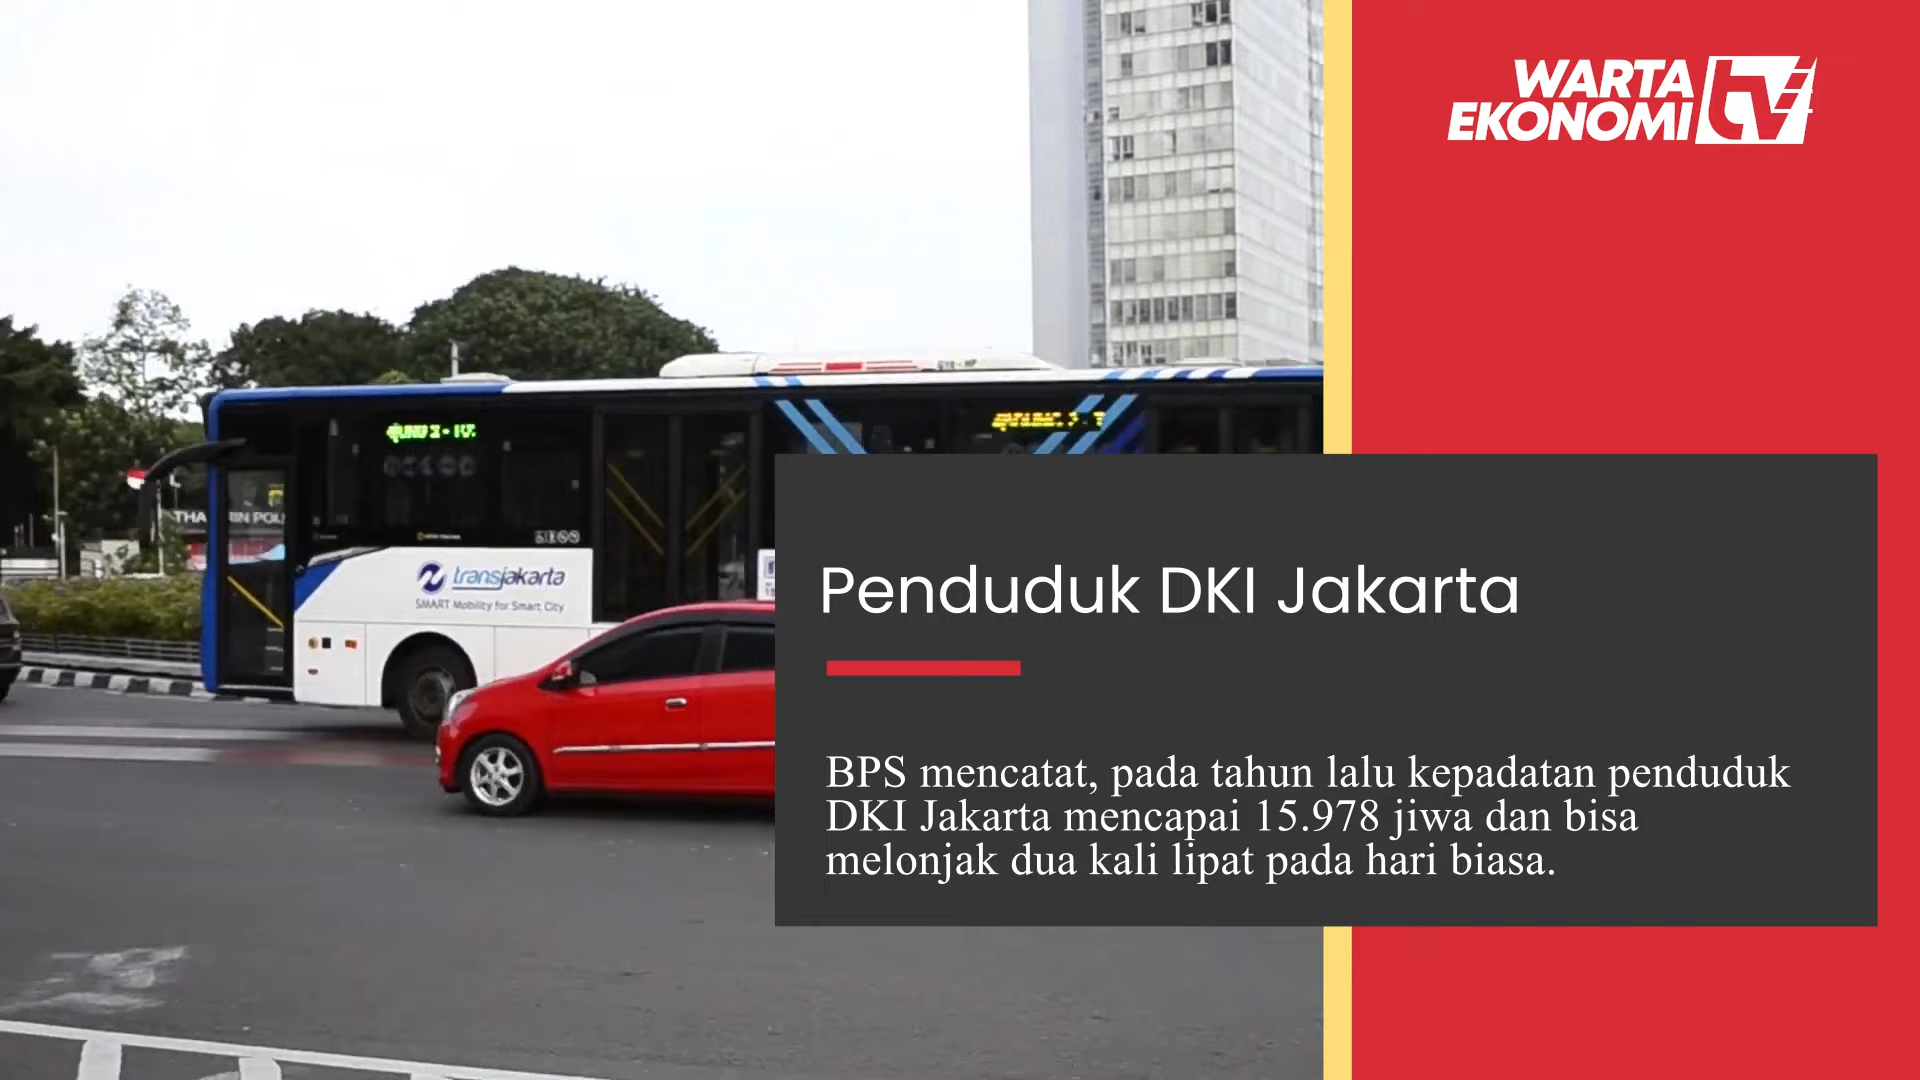 WARTA
EKONOMI tv
transjakarta
SMART Mobility for Smart City
Penduduk DKI Jakarta
BPS mencatat, pada tahun lalu kepadatan penduduk
DKI Jakarta mencapai 15.978 jiwa dan bisa
melonjak dua kali lipat pada hari biasa.